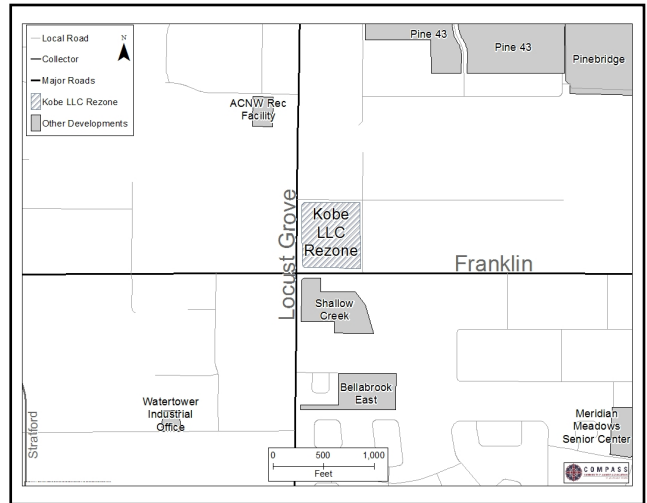 Local Road
N
Collector
Major Roads
Kobe LLC Rezone
Other Developments
Pine 43
Pine 43
Pinebridge
ACNW Rec
Facility
Locust Grove
Kobe
LLC
Rezone
Franklin
Shallow
Creek
Bellabrook
East
Watertower
Industrial
Office
Stratford
Meridian
Meadows
Senior Center
0 500 1,000
Feet
COMPASS